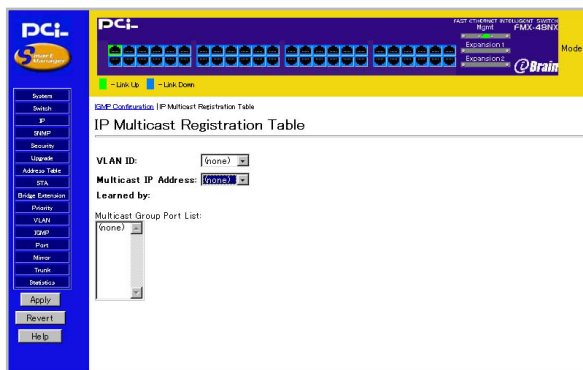 PCi-
Smart
Manager
PCi-
FAST ETHERNET INTELLIGENT SWITCH
Mgmt FMX-48NX
Expansion1
Expansion2
Mode
@Brain
-Link Up -Link Down
System
Switch
IP
SNMP
Security
Upgrade
Address Table
STA
Bridge Extension
Priority
VLAN
IGMP
Port
Mirror
Trunk
Statistics
Apply
Revert
Help
IGMP Confinuration | IP Multicast Registration Table
IP Multicast Registration Table
VLAN ID: (none)
Multicast IP Address: (none)
Learned by:
Multicast Group Port List:
(none)